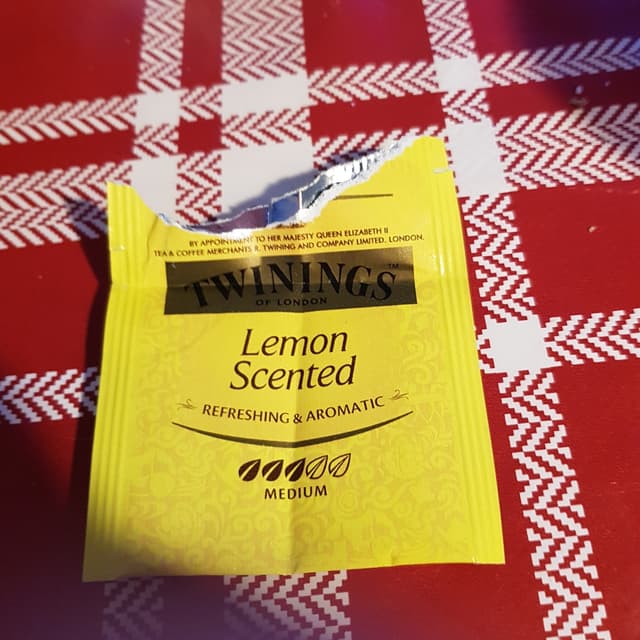 BY APPOINTMENT TO HER MAJESTY QUEEN ELIZABETH II
TEA & COFFEE MERCHANTS R. TWINING AND COMPANY LIMITED. LONDON.
TWININGS™
OF LONDON
Lemon
Scented
REFRESHING & AROMATIC
MEDIUM